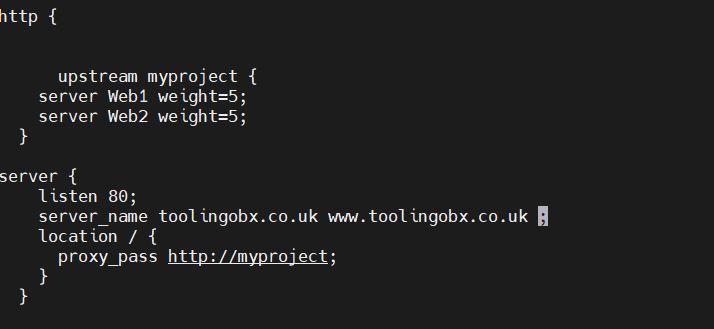 http {
upstream myproject {
server Web1 weight=5;
server Web2 weight=5;
}
server {
listen 80;
server_name toolingobx.co.uk www.toolingobx.co.uk ;
location / {
proxy_pass http://myproject;
}
}